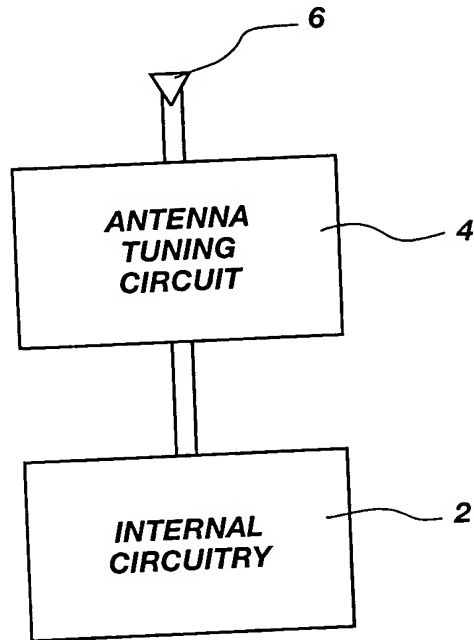 6
ANTENNA
TUNING
CIRCUIT
4
INTERNAL
CIRCUITRY
2